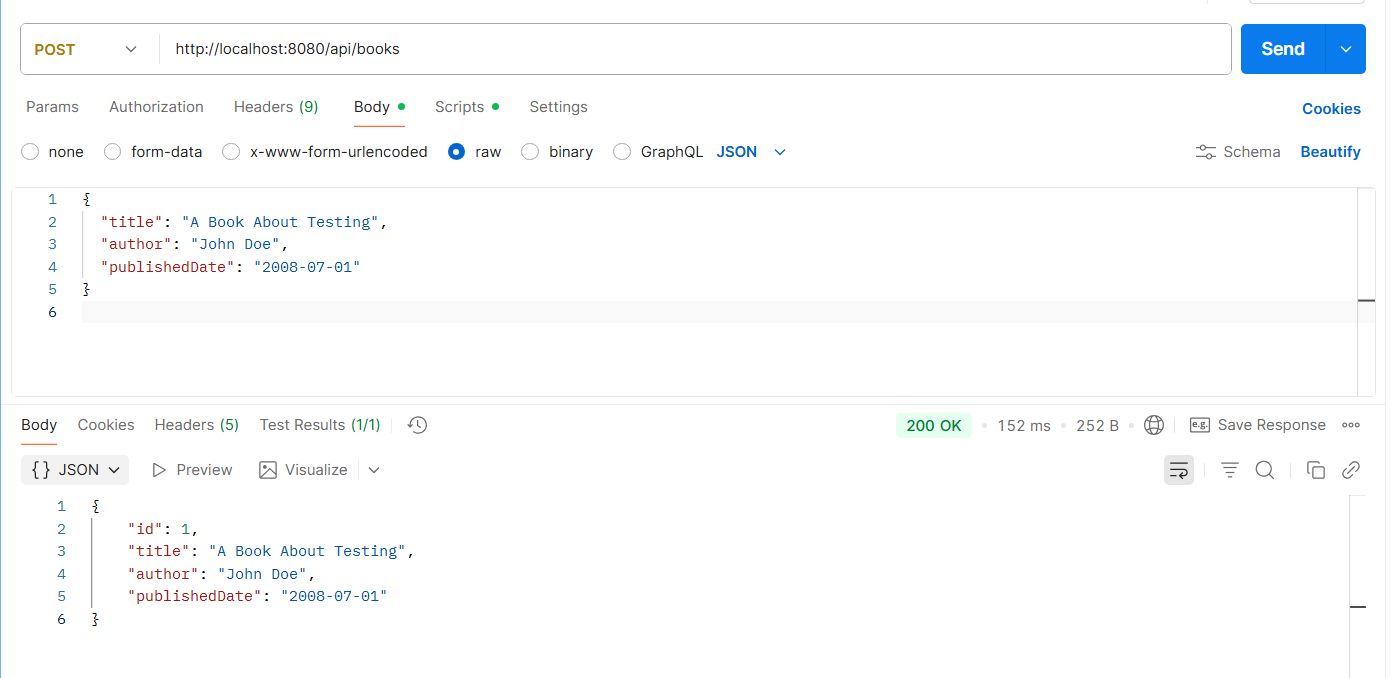 POST http://localhost:8080/api/books Send
Params Authorization Headers (9) Body Scripts Settings Cookies
none form-data x-www-form-urlencoded raw binary GraphQL JSON Schema Beautify
1 {
2 "title": "A Book About Testing",
3 "author": "John Doe",
4 "publishedDate": "2008-07-01"
5 }
6
Body Cookies Headers (5) Test Results (1/1) 200 OK 152 ms 252 B e.g. Save Response
{} JSON Preview Visualize
1 {
2 "id": 1,
3 "title": "A Book About Testing",
4 "author": "John Doe",
5 "publishedDate": "2008-07-01"
6 }